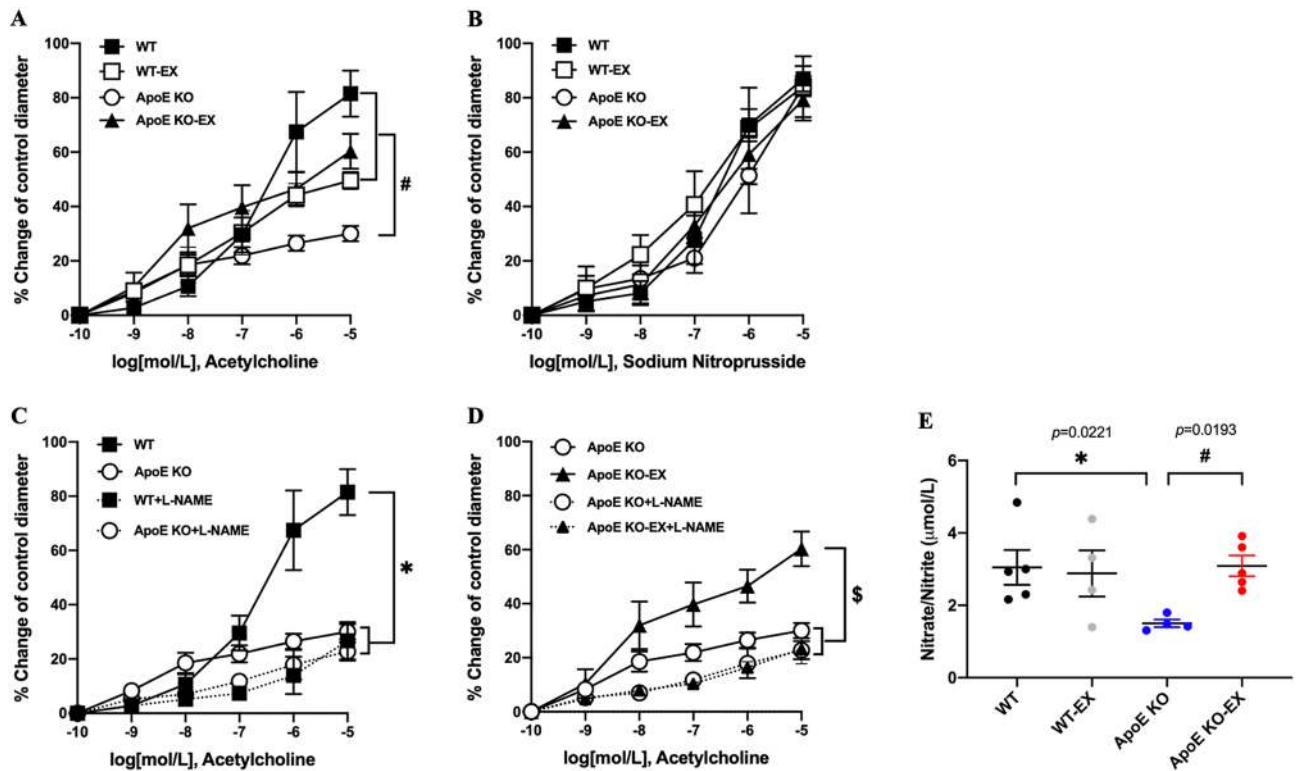 A
% Change of control diameter
100
80
60
40
20
0
WT
WT-EX
ApoE KO
ApoE KO-EX
#
-10 -9 -8 -7 -6 -5
log[mol/L], Acetylcholine
B
% Change of control diameter
100
80
60
40
20
0
WT
WT-EX
ApoE KO
ApoE KO-EX
-10 -9 -8 -7 -6 -5
log[mol/L], Sodium Nitroprusside
C
% Change of control diameter
100
80
60
40
20
0
WT
ApoE KO
WT+L-NAME
ApoE KO+L-NAME
*
-10 -9 -8 -7 -6 -5
log[mol/L], Acetylcholine
D
% Change of control diameter
100
80
60
40
20
0
ApoE KO
ApoE KO-EX
ApoE KO+L-NAME
ApoE KO-EX+L-NAME
$
-10 -9 -8 -7 -6 -5
log[mol/L], Acetylcholine
E
p=0.0221 p=0.0193
* #
Nitrate/Nitrite (μmol/L)
6
4
2
0
WT WT-EX ApoE KO ApoE KO-EX